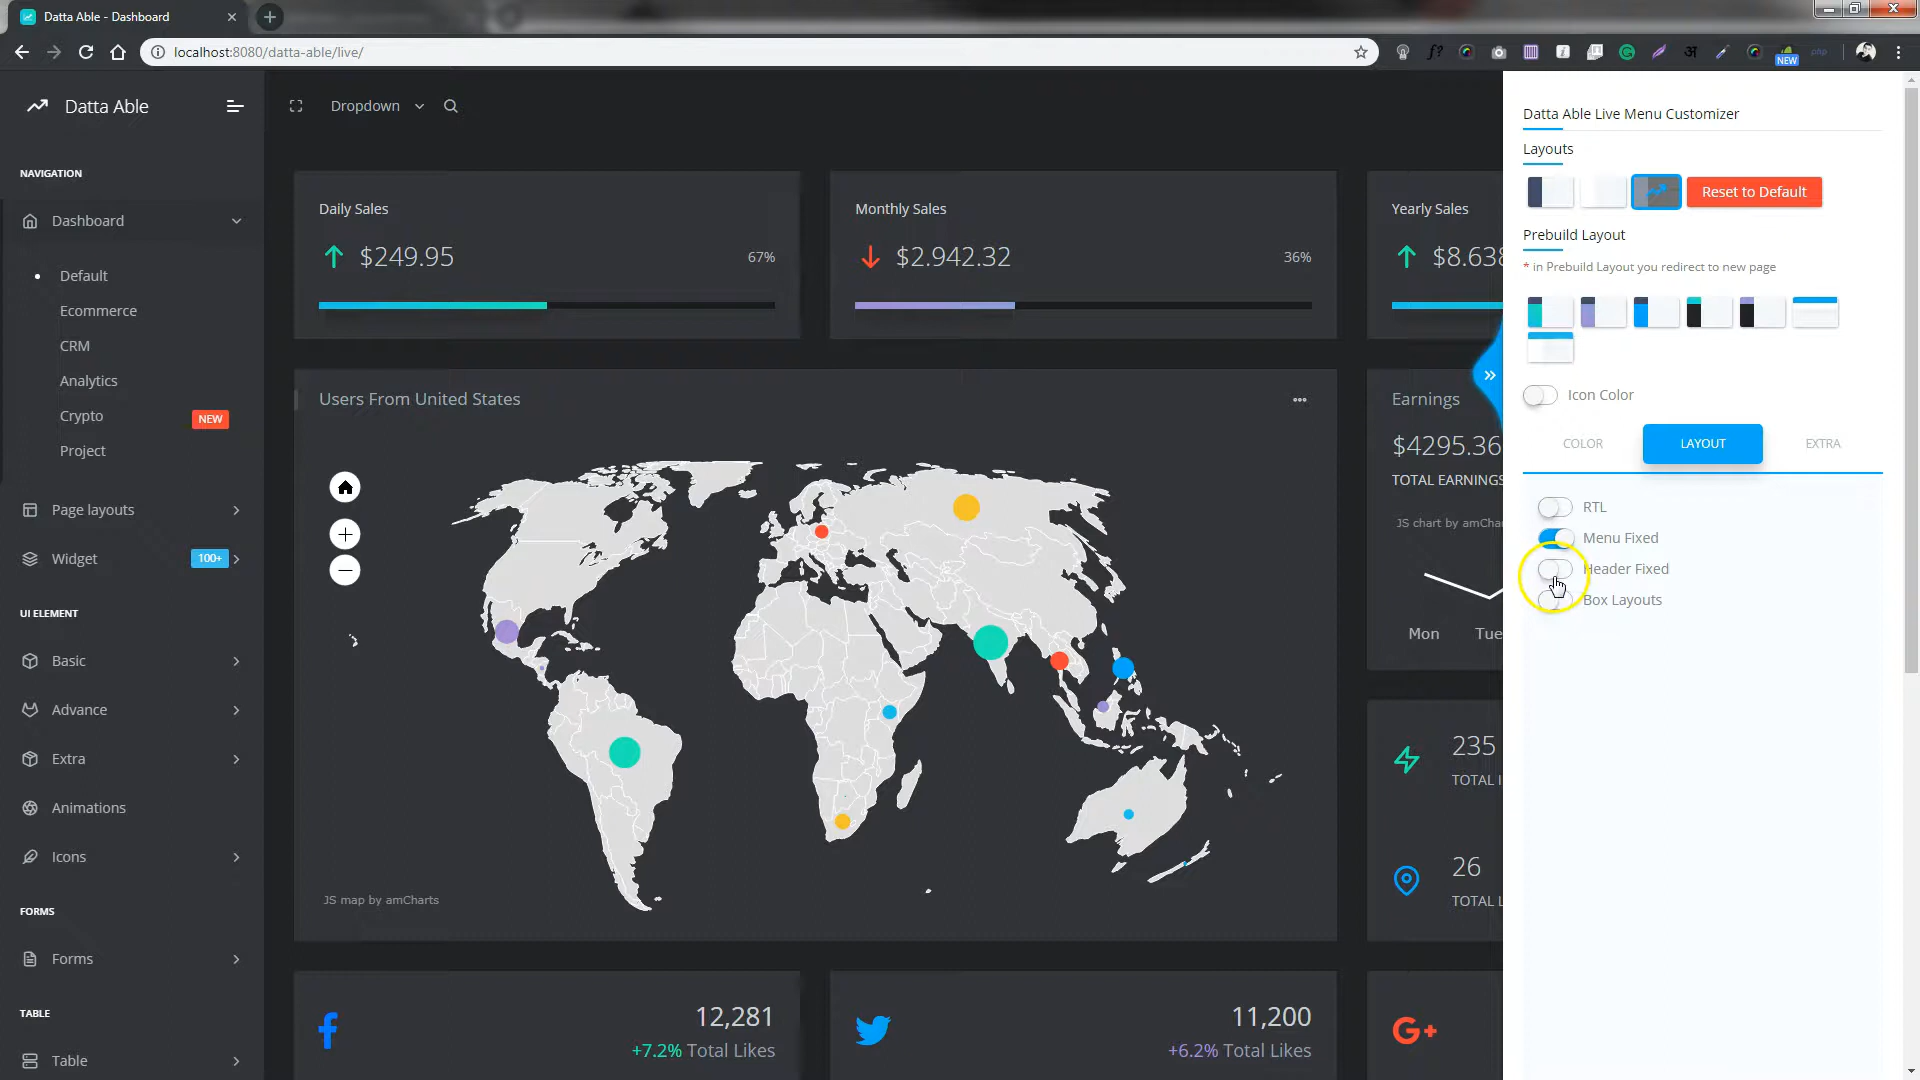 Datta Able - Dashboard
localhost:8080/datta-able/live/
NEW
php
Datta Able
Dropdown
NAVIGATION
Dashboard
Default
Ecommerce
CRM
Analytics
Crypto
NEW
Project
Page layouts
Widget
100+
UI ELEMENT
Basic
Advance
Extra
Animations
Icons
FORMS
Forms
TABLE
Table
Daily Sales
$249.95
67%
Monthly Sales
$2.942.32
36%
Yearly Sales
$8.638
Users From United States
JS map by amCharts
Earnings
$4295.36
TOTAL EARNINGS
JS chart by amChar
Mon
Tue
235
TOTAL I
26
TOTAL L
12,281
+7.2% Total Likes
11,200
+6.2% Total Likes
G+
Datta Able Live Menu Customizer
Layouts
Reset to Default
Prebuild Layout
* in Prebuild Layout you redirect to new page
Icon Color
COLOR
LAYOUT
EXTRA
RTL
Menu Fixed
Header Fixed
Box Layouts